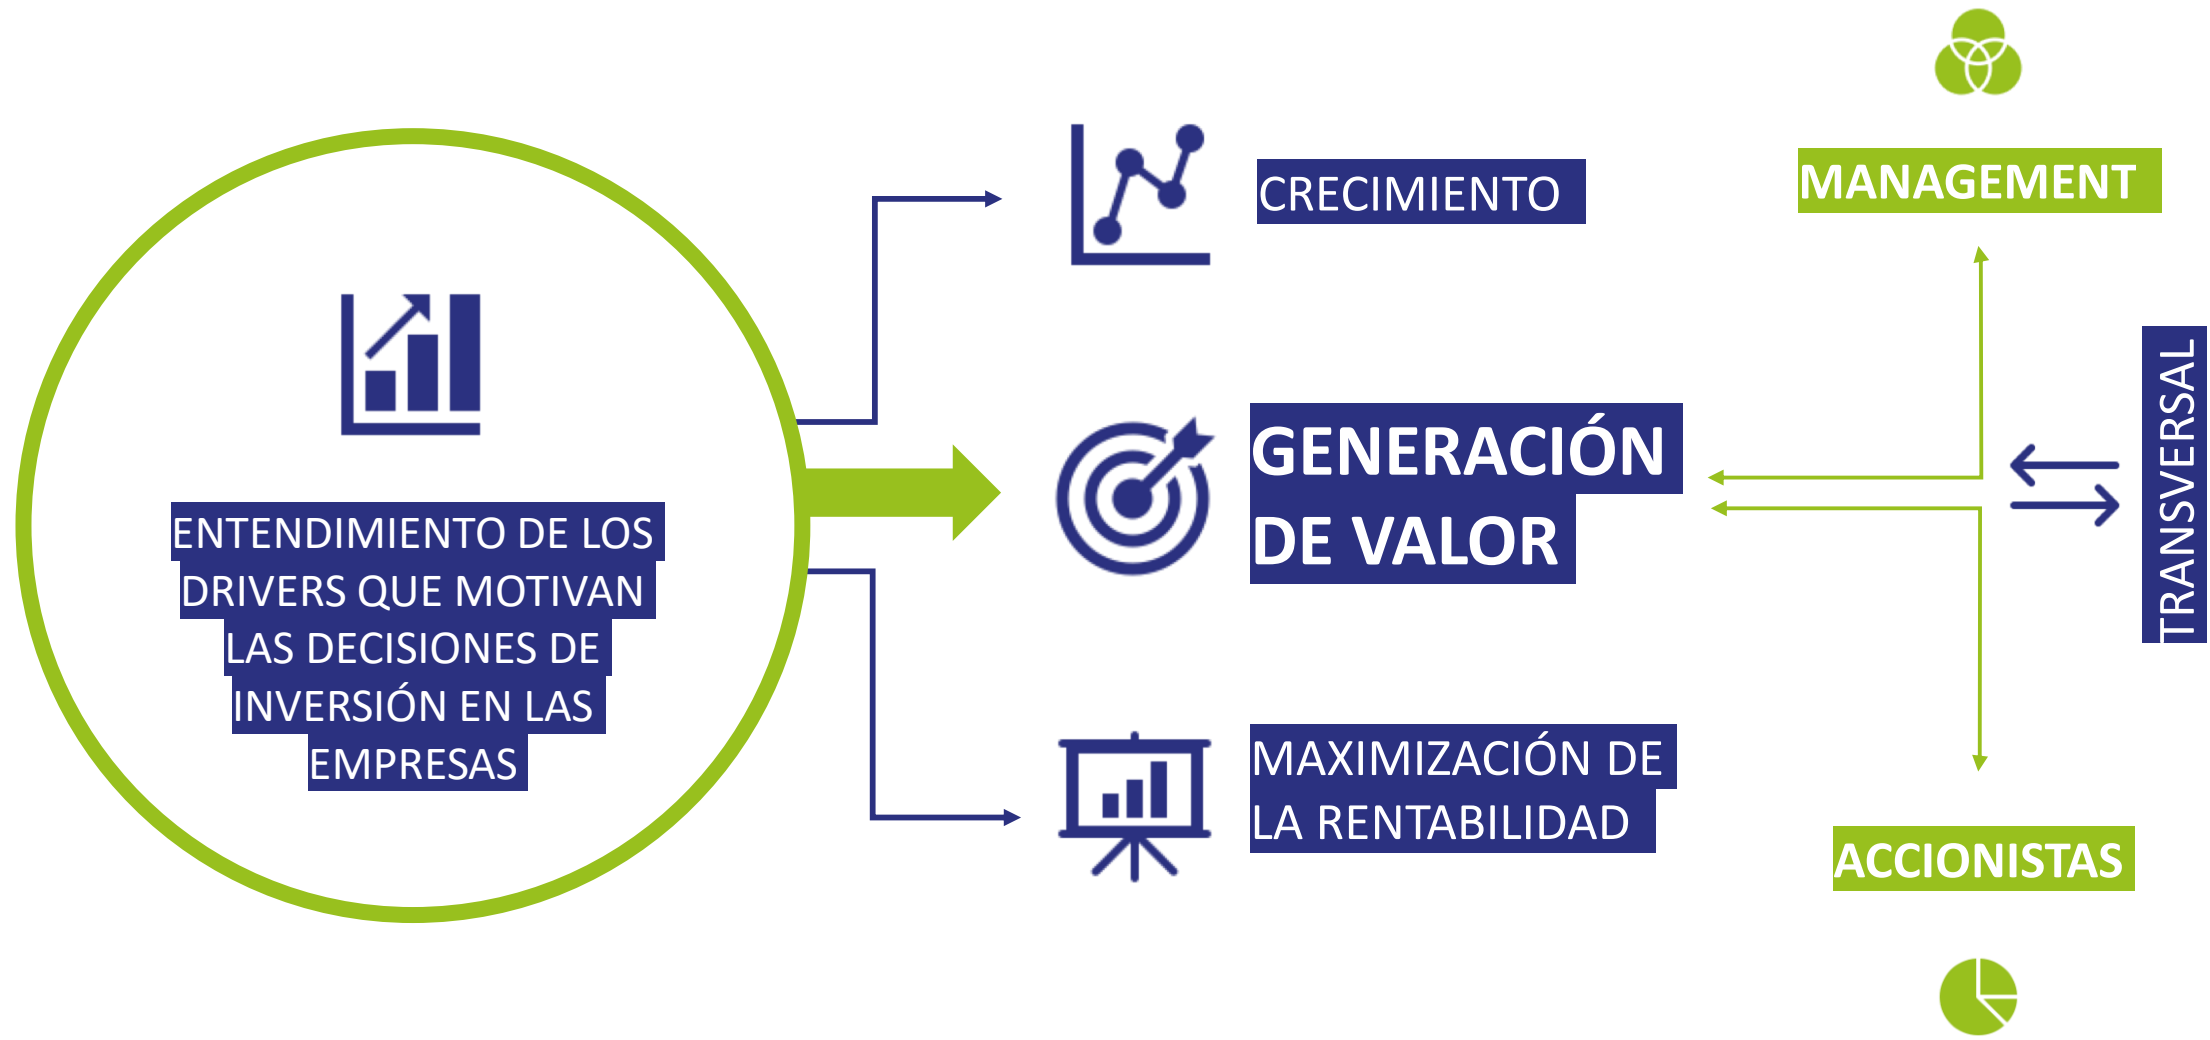 ENTENDIMIENTO DE LOS
DRIVERS QUE MOTIVAN
LAS DECISIONES DE
INVERSIÓN EN LAS
EMPRESAS
CRECIMIENTO
GENERACIÓN
DE VALOR
MAXIMIZACIÓN DE
LA RENTABILIDAD
MANAGEMENT
TRANSVERSAL
ACCIONISTAS